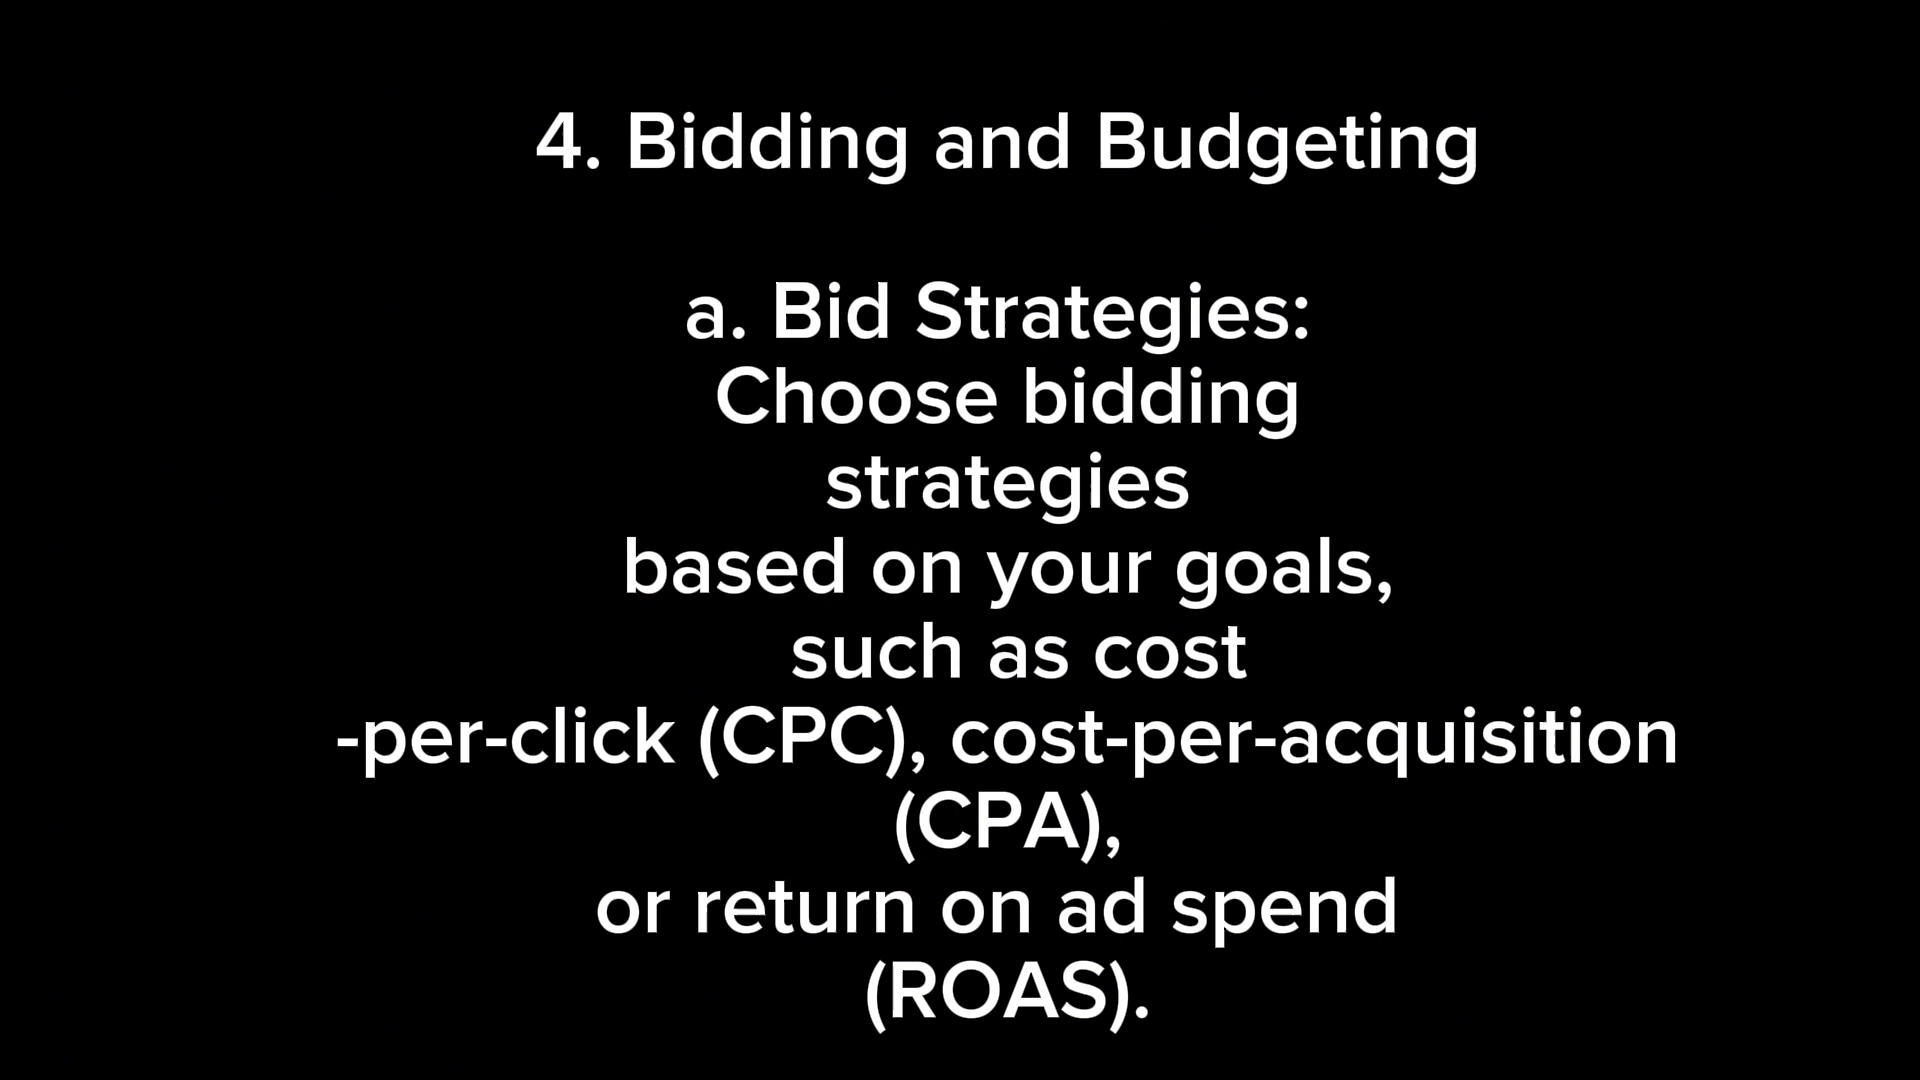 4. Bidding and Budgeting
a. Bid Strategies:
Choose bidding
strategies
based on your goals,
such as cost
-per-click (CPC), cost-per-acquisition
(CPA),
or return on ad spend
(ROAS).